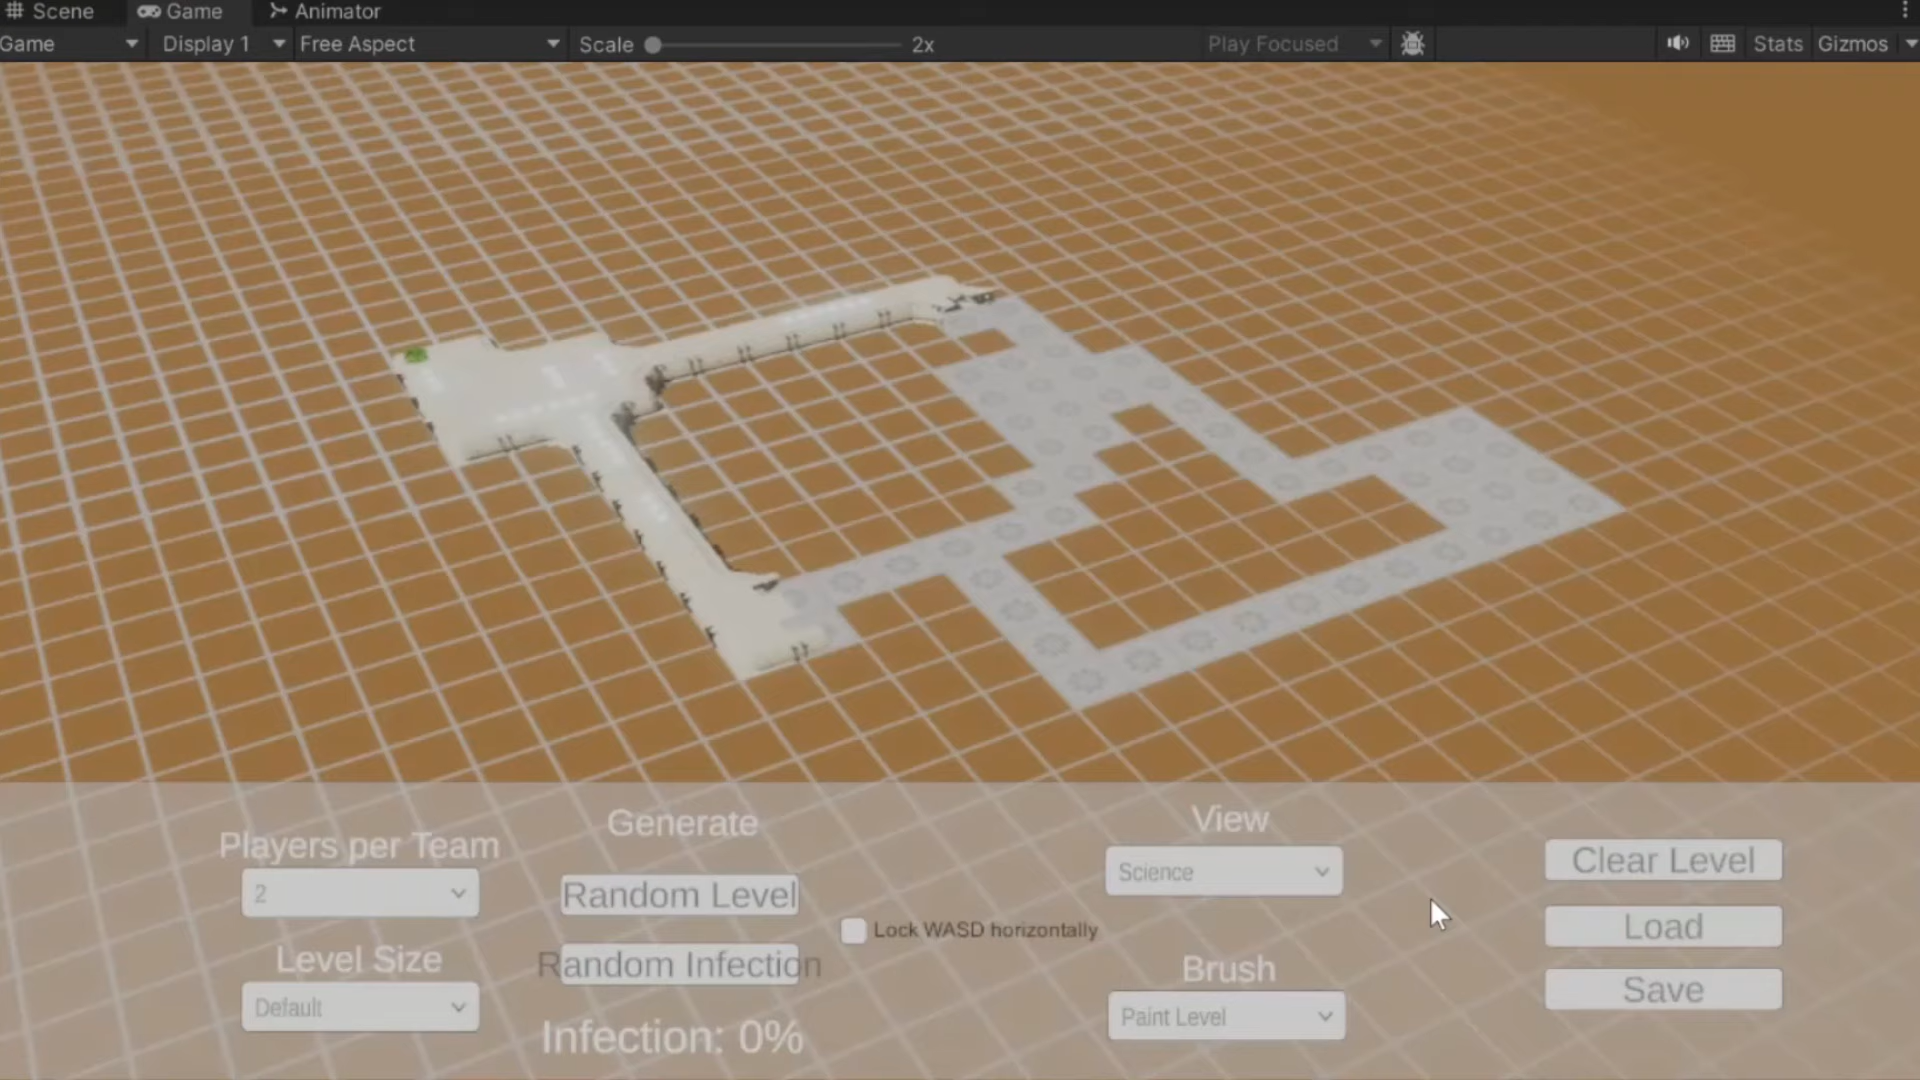 Scene Game Animator
Game Display 1 Free Aspect Scale 2x Play Focused Stats Gizmos
Players per Team
2
Level Size
Default
Generate
Random Level
Random Infection
Infection: 0%
Lock WASD horizontally
View
Science
Brush
Paint Level
Clear Level
Load
Save